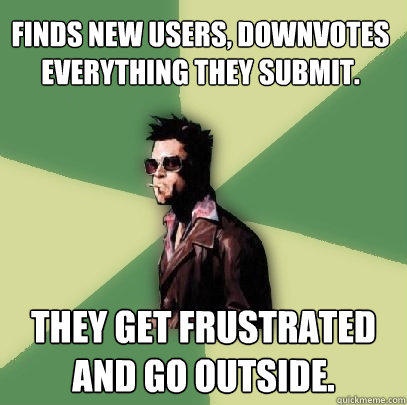 FINDS NEW USERS, DOWNVOTES
EVERYTHING THEY SUBMIT.
THEY GET FRUSTRATED
AND GO OUTSIDE.
quickmeme.com